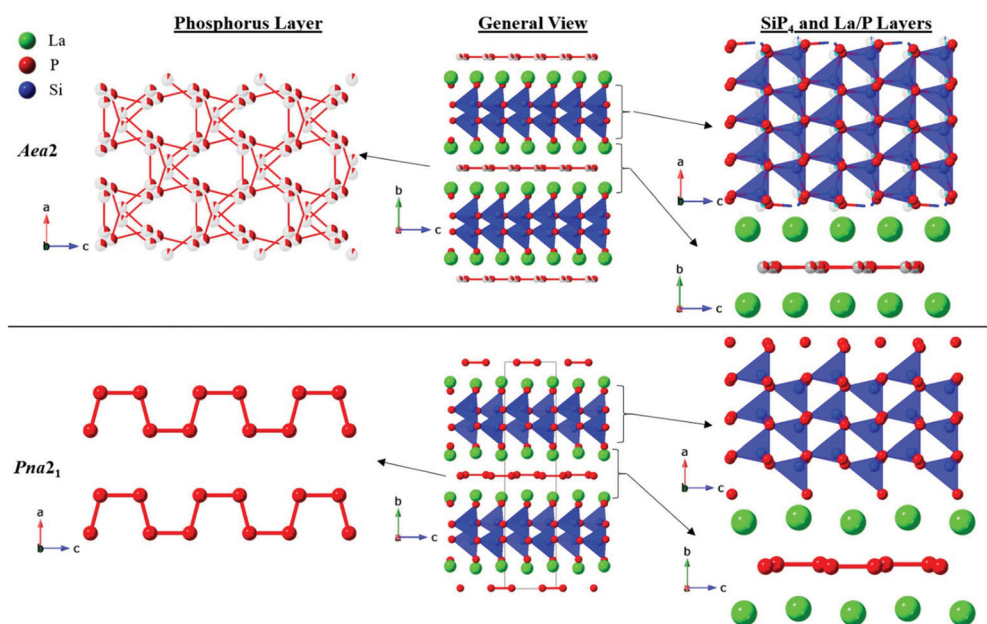 Phosphorus Layer
General View
SiP₄ and La/P Layers
La
P
Si
Aea2
a
c
b
c
a
c
b
c
Pna2₁
a
c
b
c
a
c
b
c